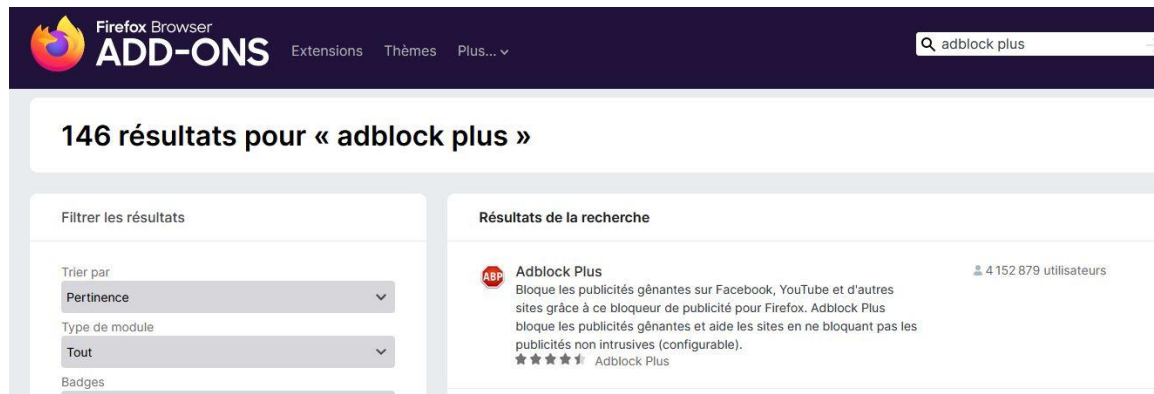 Firefox Browser
ADD-ONS
Extensions Thèmes Plus...
adblock plus
146 résultats pour « adblock plus »
Filtrer les résultats
Trier par
Pertinence
Type de module
Tout
Badges
Résultats de la recherche
ABP
Adblock Plus
4 152 879 utilisateurs
Bloque les publicités gênantes sur Facebook, YouTube et d'autres
sites grâce à ce bloqueur de publicité pour Firefox. Adblock Plus
bloque les publicités gênantes et aide les sites en ne bloquant pas les
publicités non intrusives (configurable).
Adblock Plus